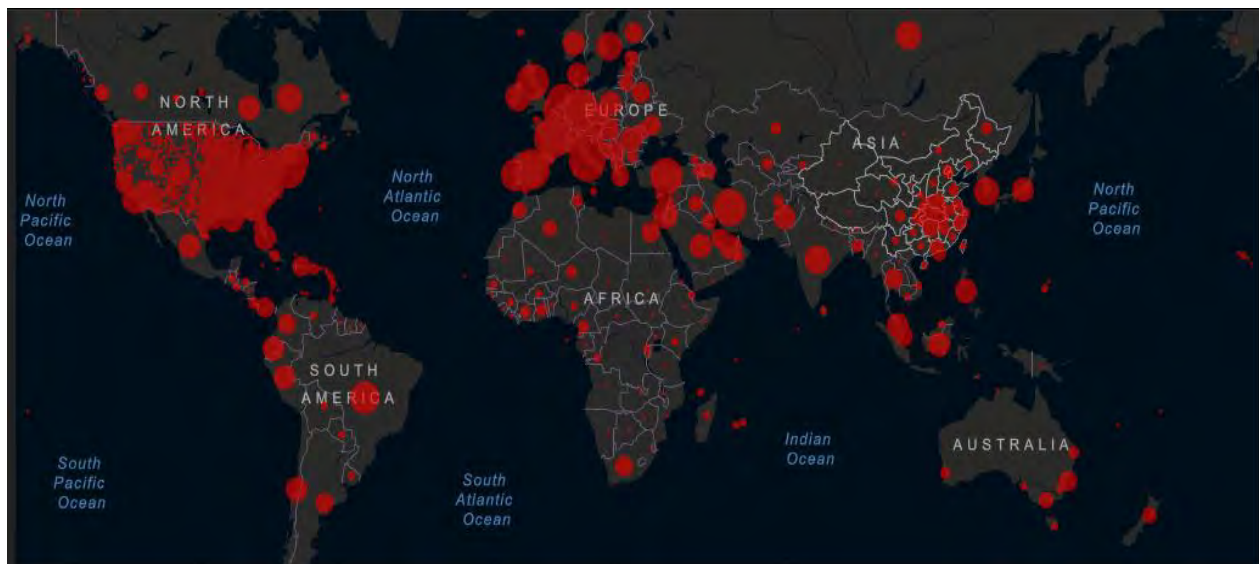 NORTH
AMERICA
EUROPE
ASIA
North
Pacific
Ocean
North
Atlantic
Ocean
North
Pacific
Ocean
AFRICA
SOUTH
AMERICA
South
Pacific
Ocean
South
Atlantic
Ocean
Indian
Ocean
AUSTRALIA